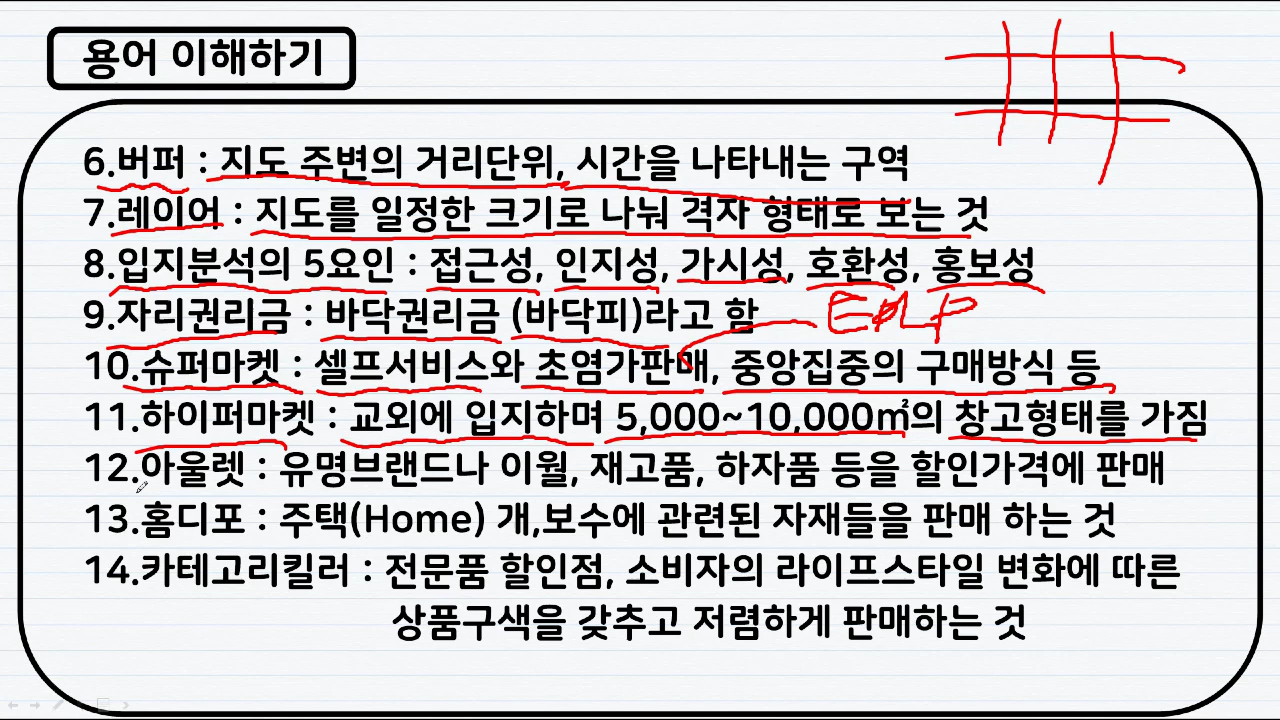 용어 이해하기
6.버퍼 : 지도 주변의 거리단위, 시간을 나타내는 구역
7.레이어 : 지도를 일정한 크기로 나눠 격자 형태로 보는 것
8.입지분석의 5요인 : 접근성, 인지성, 가시성, 호환성, 홍보성
9.자리권리금 : 바닥권리금 (바닥피)라고 함
EDLP
10.슈퍼마켓 : 셀프서비스와 초염가판매, 중앙집중의 구매방식 등
11.하이퍼마켓 : 교외에 입지하며 5,000~10,000㎡의 창고형태를 가짐
12.아울렛 : 유명브랜드나 이월, 재고품, 하자품 등을 할인가격에 판매
13.홈디포 : 주택(Home) 개,보수에 관련된 자재들을 판매 하는 것
14.카테고리킬러 : 전문품 할인점, 소비자의 라이프스타일 변화에 따른
상품구색을 갖추고 저렴하게 판매하는 것